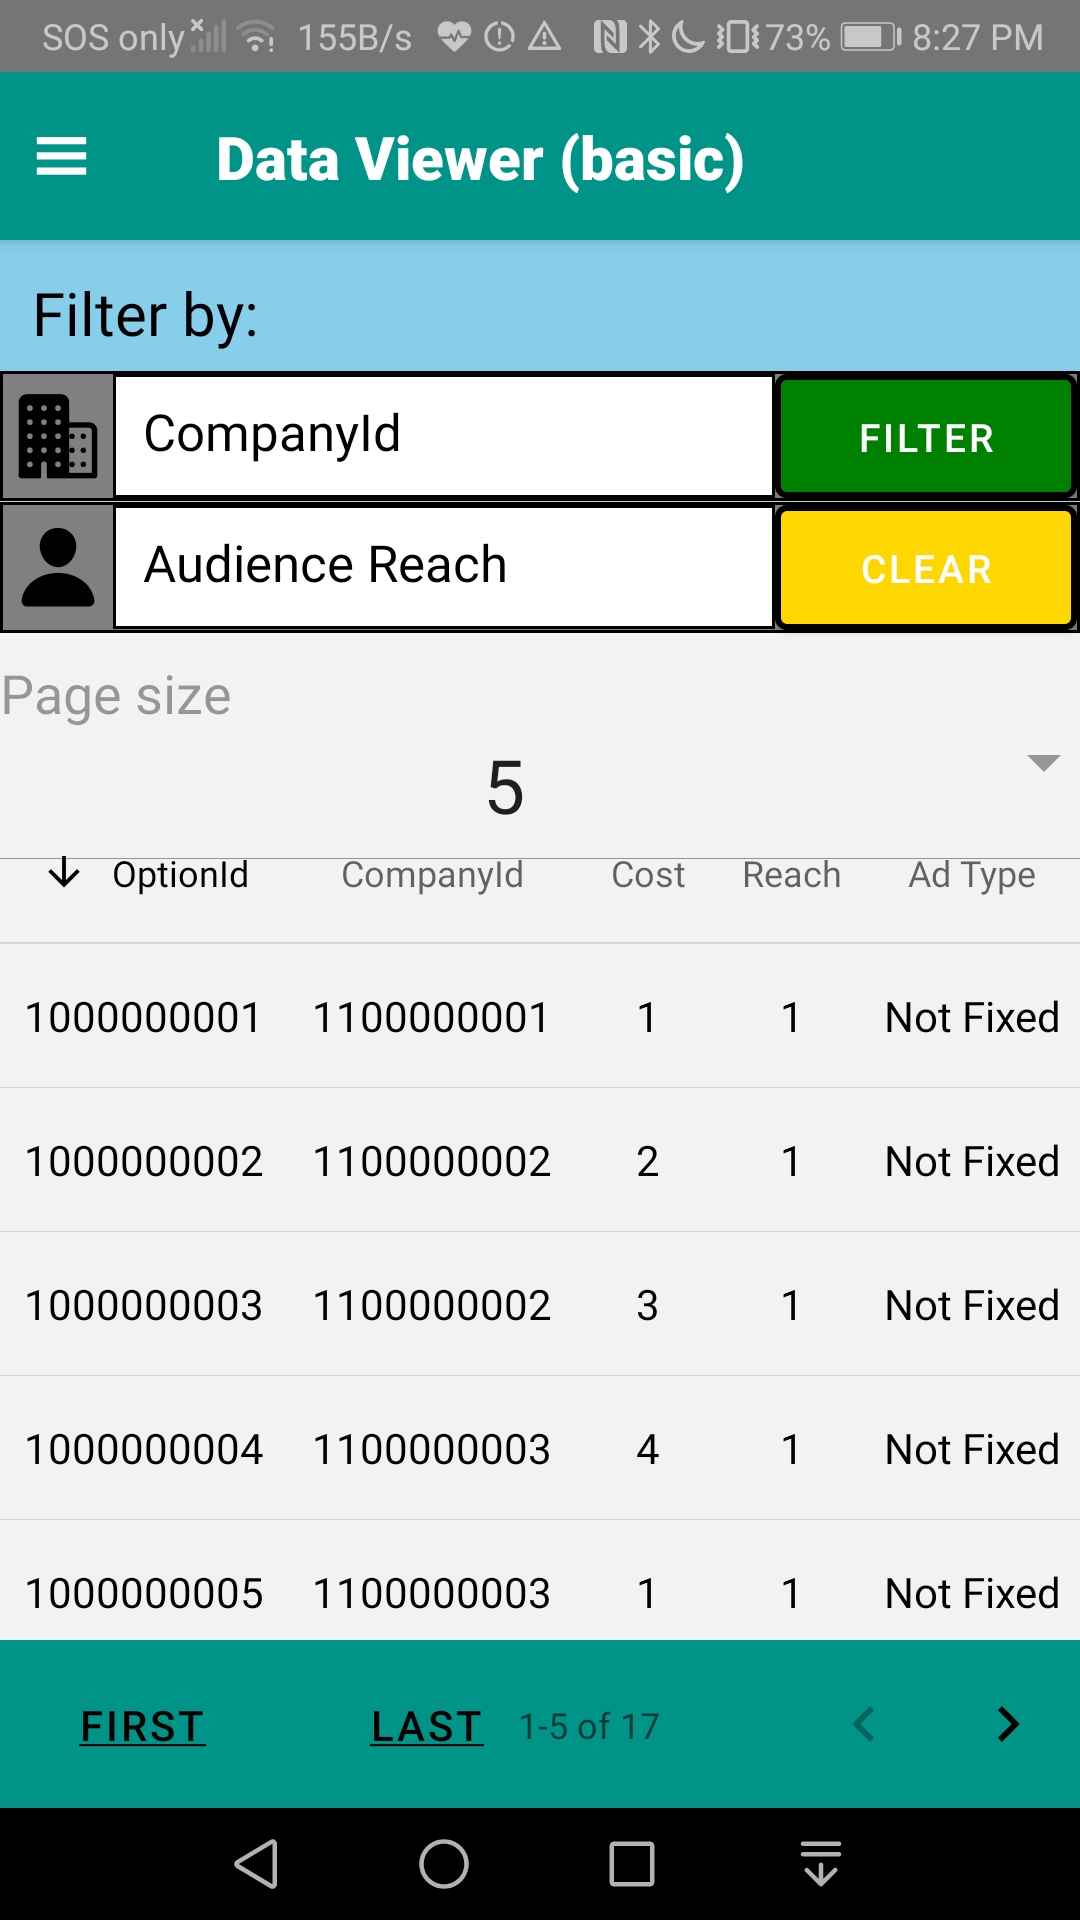 SOS only 155B/s 73% 8:27 PM
Data Viewer (basic)
Filter by:
CompanyId FILTER
Audience Reach CLEAR
Page size
5
OptionId CompanyId Cost Reach Ad Type
1000000001 1100000001 1 1 Not Fixed
1000000002 1100000002 2 1 Not Fixed
1000000003 1100000002 3 1 Not Fixed
1000000004 1100000003 4 1 Not Fixed
1000000005 1100000003 1 1 Not Fixed
FIRST LAST 1-5 of 17